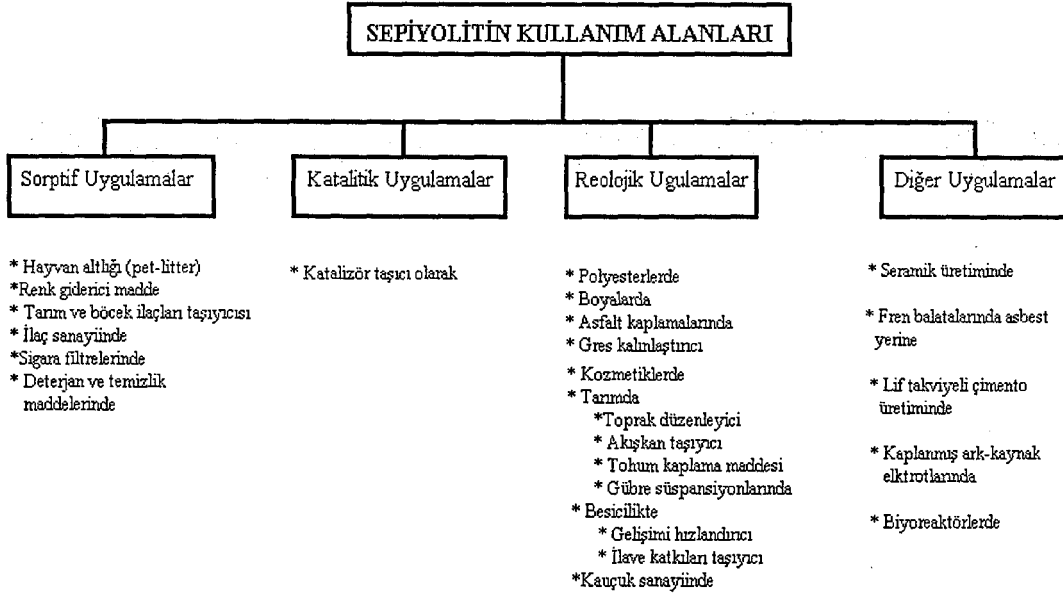 SEPİYOLİTİN KULLANIM ALANLARI
Sorptif Uygulamalar
* Hayvan altlığı (pet-litter)
*Renk giderici madde
* Tarım ve böcek ilaçları taşıyıcısı
* İlaç sanayiinde
*Sigara filtrelerinde
* Deterjan ve temizlik
maddelerinde
Katalitik Uygulamalar
* Katalizör taşıcı olarak
Reolojik Ugulamalar
* Polyesterlerde
* Boyalarda
* Asfalt kaplamalarında
* Gres kalınlaştırıcı
* Kozmetiklerde
* Tarımda
*Toprak düzenleyici
* Akışkan taşıyıcı
* Tohum kaplama maddesi
* Gübre süspansiyonlarında
* Besicilikte
* Gelişimi hızlandırıcı
* İlave katkıları taşıyıcı
*Kauçuk sanayiinde
Diğer Uygulamalar
* Seramik üretiminde
* Fren balatalarında asbest
yerine
* Lif takviyeli çimento
üretiminde
* Kaplanmış ark-kaynak
elktrotlarında
* Biyoreaktörlerde